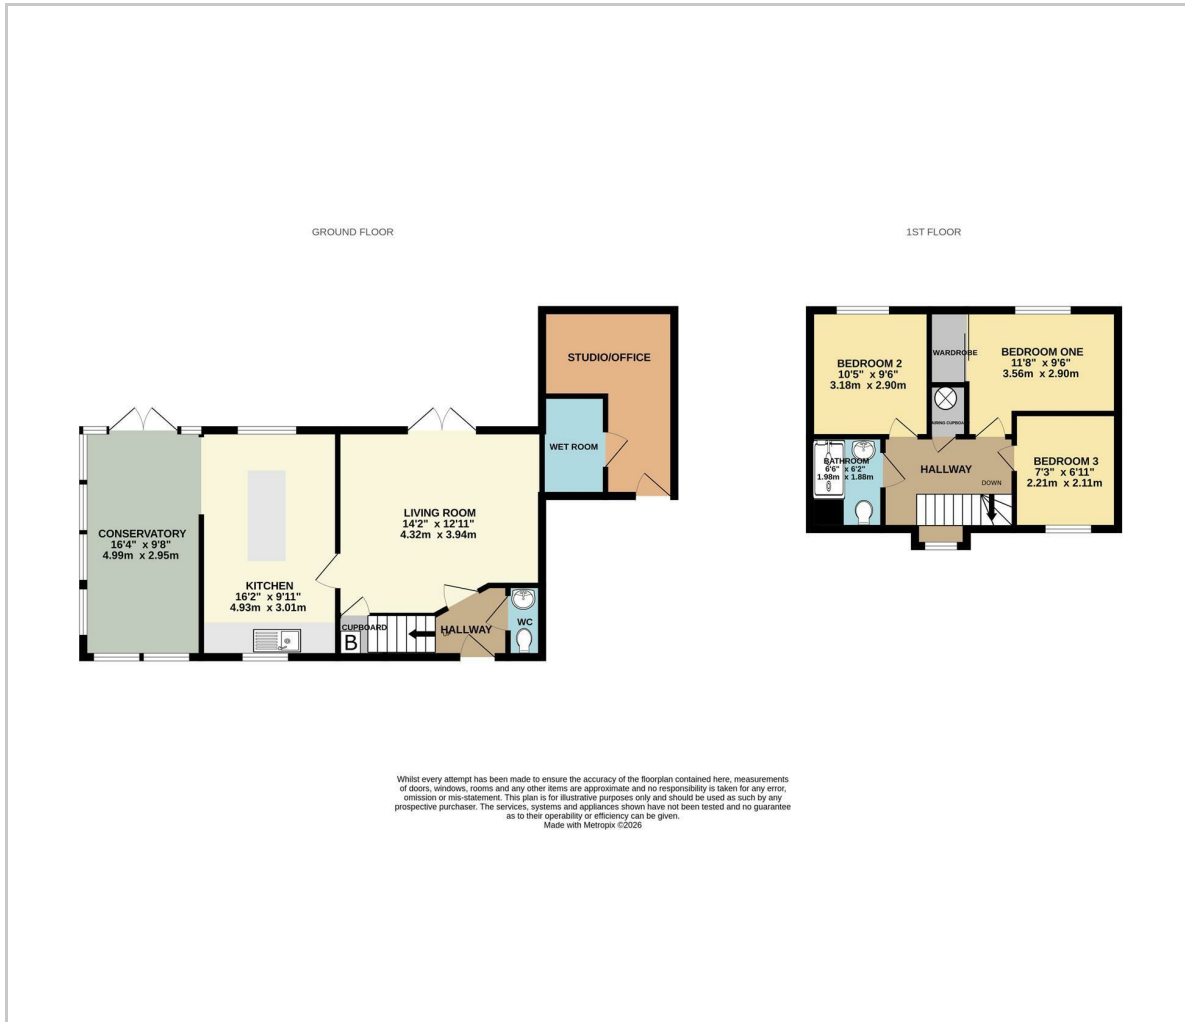 GROUND FLOOR
1ST FLOOR
STUDIO/OFFICE
WET ROOM
CONSERVATORY
16'4" x 9'8"
4.99m x 2.95m
KITCHEN
16'2" x 9'11"
4.93m x 3.01m
LIVING ROOM
14'2" x 12'11"
4.32m x 3.94m
CUPBOARD
B
HALLWAY
WC
BEDROOM 2
10'5" x 9'6"
3.18m x 2.90m
WARDROBE
BEDROOM ONE
11'8" x 9'6"
3.56m x 2.90m
BATHROOM
6'6" x 6'2"
1.98m x 1.88m
HALLWAY
DOWN
BEDROOM 3
7'3" x 6'11"
2.21m x 2.11m
Whilst every attempt has been made to ensure the accuracy of the floorplan contained here, measurements
of doors, windows, rooms and any other items are approximate and no responsibility is taken for any error,
omission or mis-statement. This plan is for illustrative purposes only and should be used as such by any
prospective purchaser. The services, systems and appliances shown have not been tested and no guarantee
as to their operability or efficiency can be given.
Made with Metropix ©2026